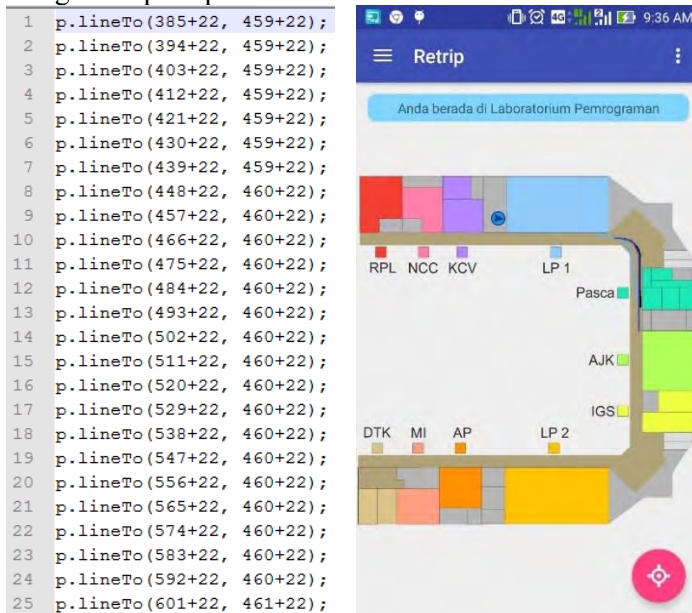 1 p.lineTo(385+22, 459+22);
2 p.lineTo(394+22, 459+22);
3 p.lineTo(403+22, 459+22);
4 p.lineTo(412+22, 459+22);
5 p.lineTo(421+22, 459+22);
6 p.lineTo(430+22, 459+22);
7 p.lineTo(439+22, 459+22);
8 p.lineTo(448+22, 460+22);
9 p.lineTo(457+22, 460+22);
10 p.lineTo(466+22, 460+22);
11 p.lineTo(475+22, 460+22);
12 p.lineTo(484+22, 460+22);
13 p.lineTo(493+22, 460+22);
14 p.lineTo(502+22, 460+22);
15 p.lineTo(511+22, 460+22);
16 p.lineTo(520+22, 460+22);
17 p.lineTo(529+22, 460+22);
18 p.lineTo(538+22, 460+22);
19 p.lineTo(547+22, 460+22);
20 p.lineTo(556+22, 460+22);
21 p.lineTo(565+22, 460+22);
22 p.lineTo(574+22, 460+22);
23 p.lineTo(583+22, 460+22);
24 p.lineTo(592+22, 460+22);
25 p.lineTo(601+22, 461+22);
4G 9:36 AM
Retrip
Anda berada di Laboratorium Pemrograman
RPL NCC KCV LP 1
Pasca
AJK
IGS
DTK MI AP LP 2